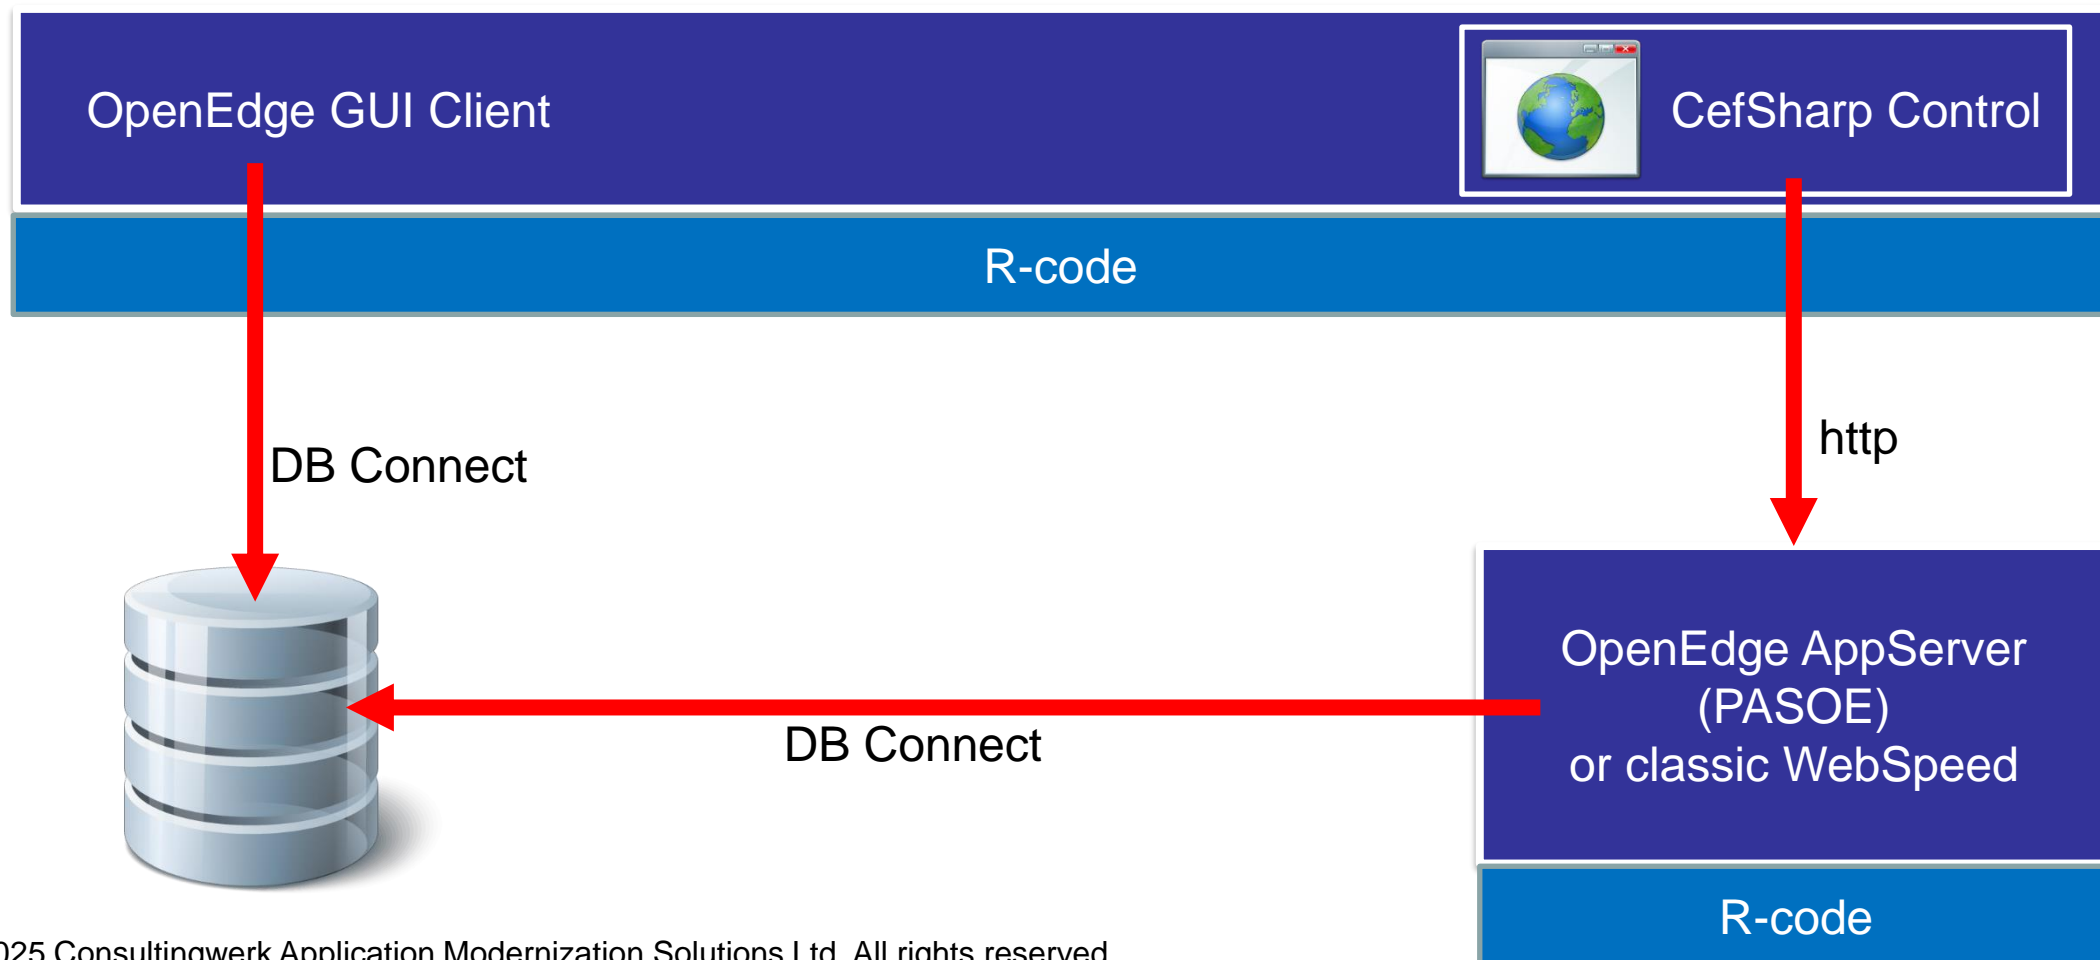 OpenEdge GUI Client
CefSharp Control
R-code
DB Connect
http
OpenEdge AppServer
(PASOE)
or classic WebSpeed
DB Connect
R-code
025 Consultingwerk Application Modernization Solutions Ltd. All rights reserved